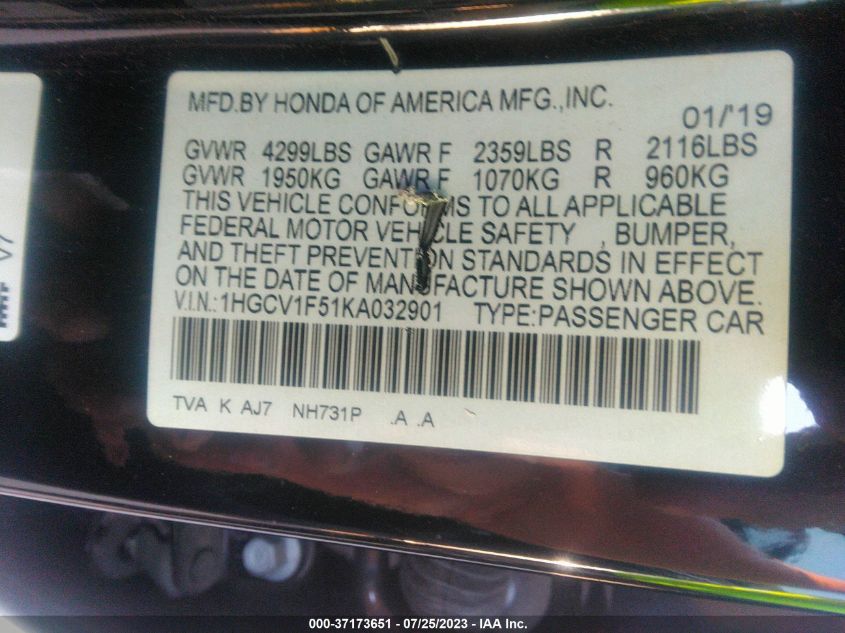 MFD.BY HONDA OF AMERICA MFG.,INC.
01/'19
GVWR 4299LBS GAWR F 2359LBS R 2116LBS
GVWR 1950KG GAWR F 1070KG R 960KG
THIS VEHICLE CONFORMS TO ALL APPLICABLE
FEDERAL MOTOR VEHICLE SAFETY , BUMPER,
AND THEFT PREVENTION STANDARDS IN EFFECT
ON THE DATE OF MANUFACTURE SHOWN ABOVE.
V.I.N.:1HGCV1F51KA032901 TYPE:PASSENGER CAR
TVA K AJ7 NH731P .A .A
V7
000-37173651 / 07/25/2023 - IAA Inc.